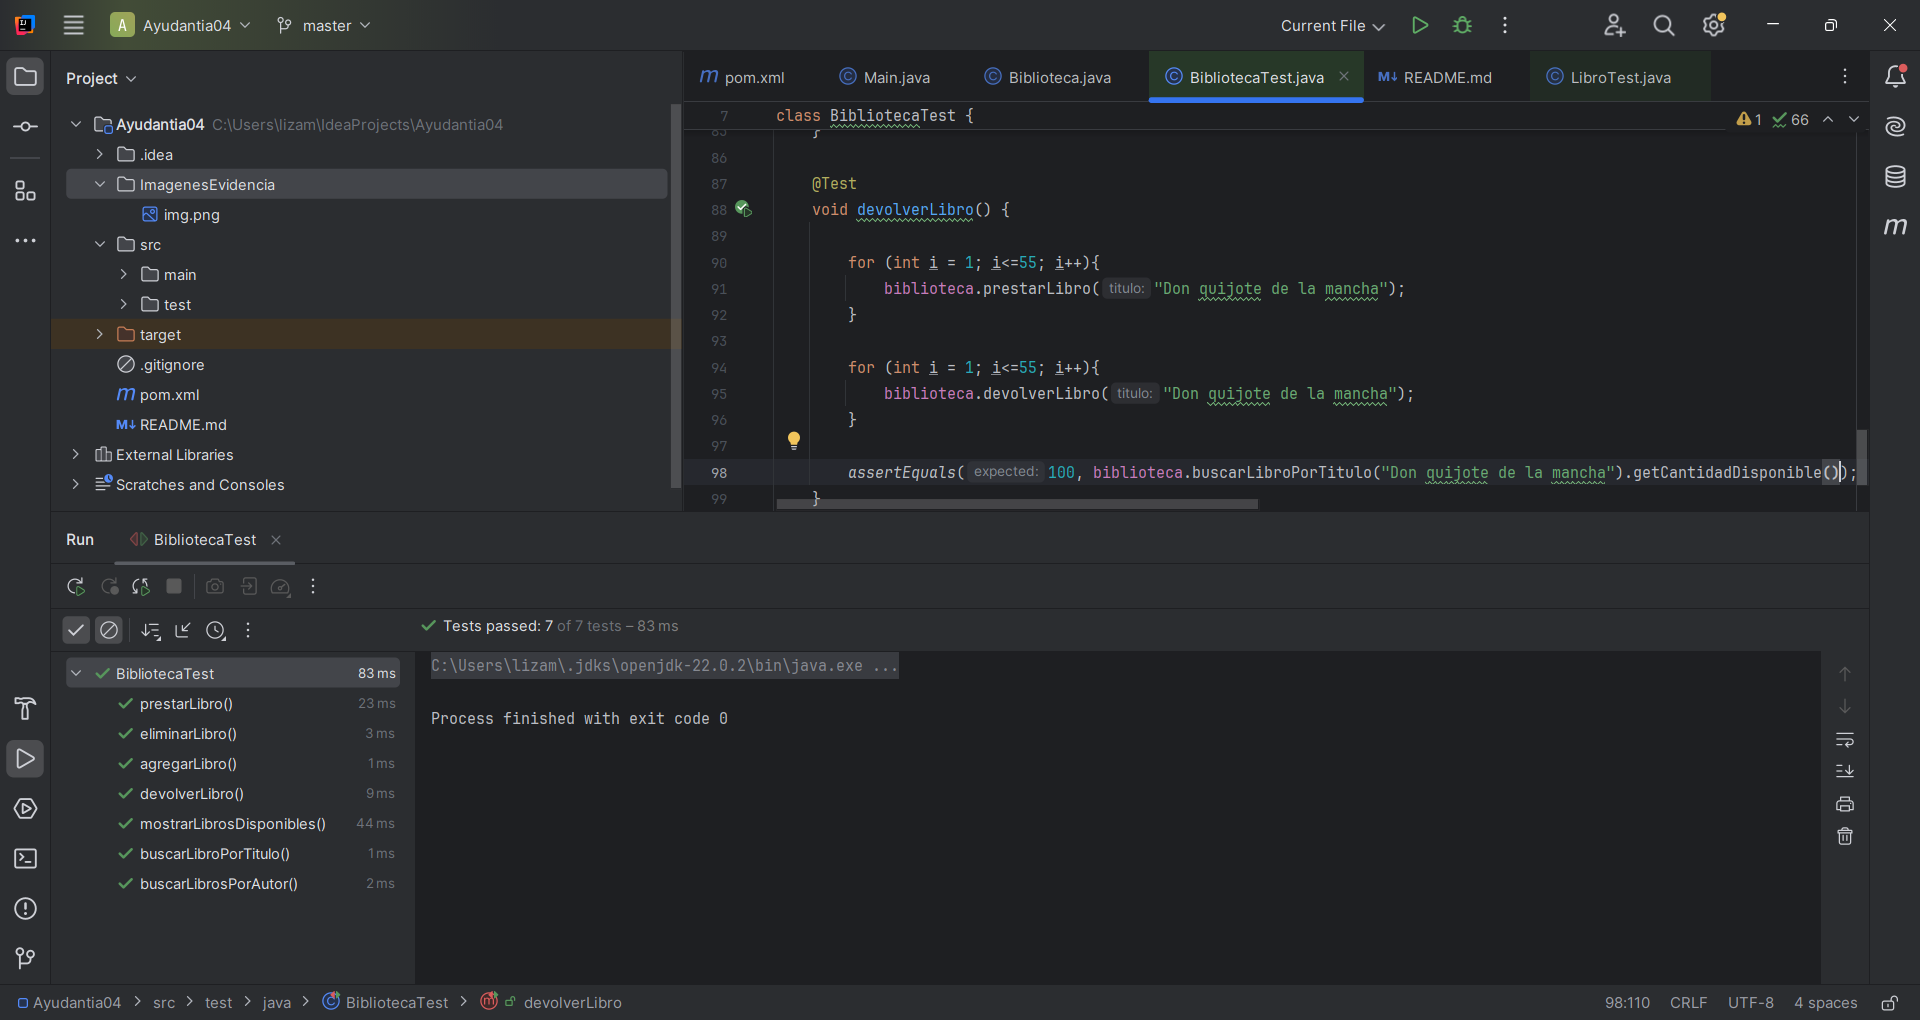 A Ayudantia04 master
Current File
Project
pom.xml Main.java Biblioteca.java BibliotecaTest.java M↓ README.md LibroTest.java
Ayudantia04 C:\Users\lizam\IdeaProjects\Ayudantia04
.idea
ImagenesEvidencia
img.png
src
main
test
target
.gitignore
pom.xml
M↓ README.md
External Libraries
Scratches and Consoles
7 class BibliotecaTest {
1 66
85 }
86
87 @Test
88 void devolverLibro() {
89
90 for (int i = 1; i<=55; i++){
91 biblioteca.prestarLibro( titulo: "Don quijote de la mancha");
92 }
93
94 for (int i = 1; i<=55; i++){
95 biblioteca.devolverLibro( titulo: "Don quijote de la mancha");
96 }
97
98 assertEquals( expected: 100, biblioteca.buscarLibroPorTitulo("Don quijote de la mancha").getCantidadDisponible());
99 }
Run BibliotecaTest
Tests passed: 7 of 7 tests – 83 ms
BibliotecaTest 83 ms
prestarLibro() 23 ms
eliminarLibro() 3 ms
agregarLibro() 1 ms
devolverLibro() 9 ms
mostrarLibrosDisponibles() 44 ms
buscarLibroPorTitulo() 1 ms
buscarLibrosPorAutor() 2 ms
C:\Users\lizam\.jdks\openjdk-22.0.2\bin\java.exe ...
Process finished with exit code 0
Ayudantia04 > src > test > java > BibliotecaTest > devolverLibro
98:110 CRLF UTF-8 4 spaces